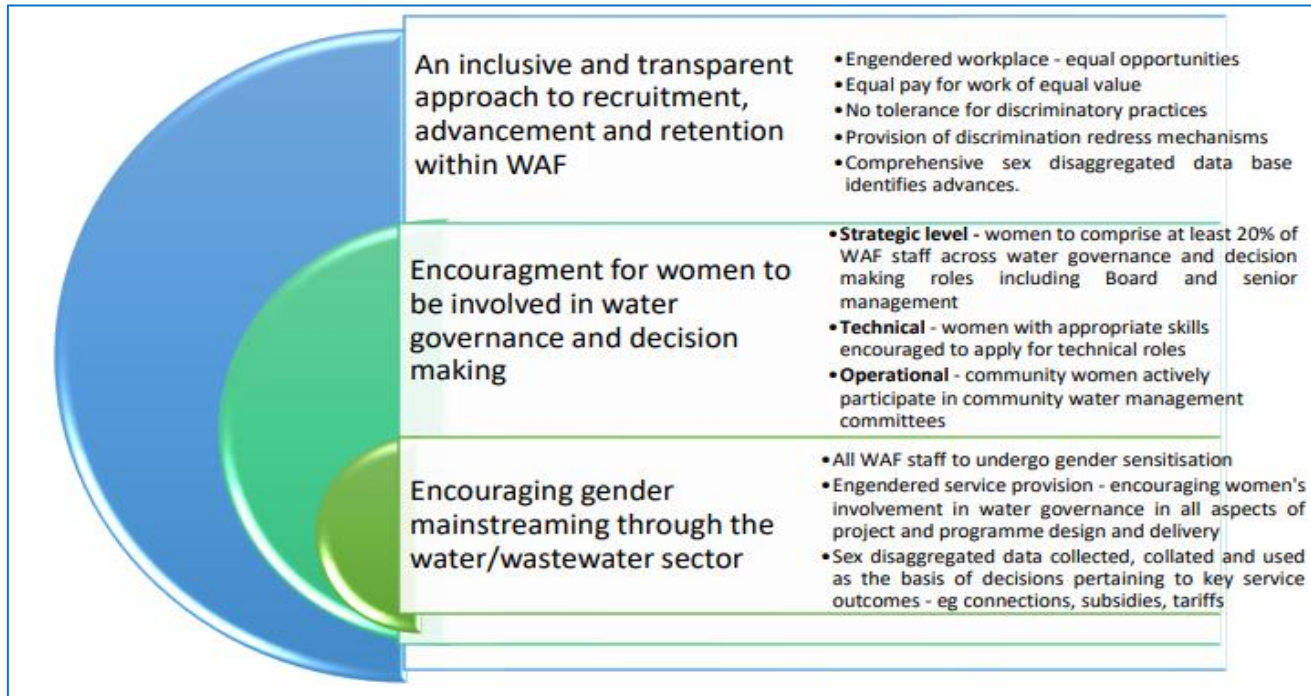 An inclusive and transparent
approach to recruitment,
advancement and retention
within WAF
•Engendered workplace - equal opportunities
•Equal pay for work of equal value
•No tolerance for discriminatory practices
•Provision of discrimination redress mechanisms
•Comprehensive sex disaggregated data base
identifies advances.
Encouragment for women to
be involved in water
governance and decision
making
•Strategic level - women to comprise at least 20% of
WAF staff across water governance and decision
making roles including Board and senior
management
•Technical - women with appropriate skills
encouraged to apply for technical roles
•Operational - community women actively
participate in community water management
committees
Encouraging gender
mainstreaming through the
water/wastewater sector
•All WAF staff to undergo gender sensitisation
•Engendered service provision - encouraging women's
involvement in water governance in all aspects of
project and programme design and delivery
•Sex disaggregated data collected, collated and used
as the basis of decisions pertaining to key service
outcomes - eg connections, subsidies, tariffs